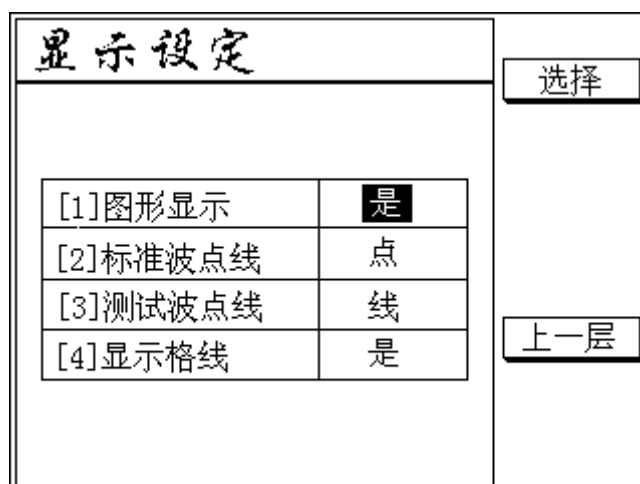 显示设定
选择
[1]图形显示 是
[2]标准波点线 点
[3]测试波点线 线
[4]显示格线 是
上一层